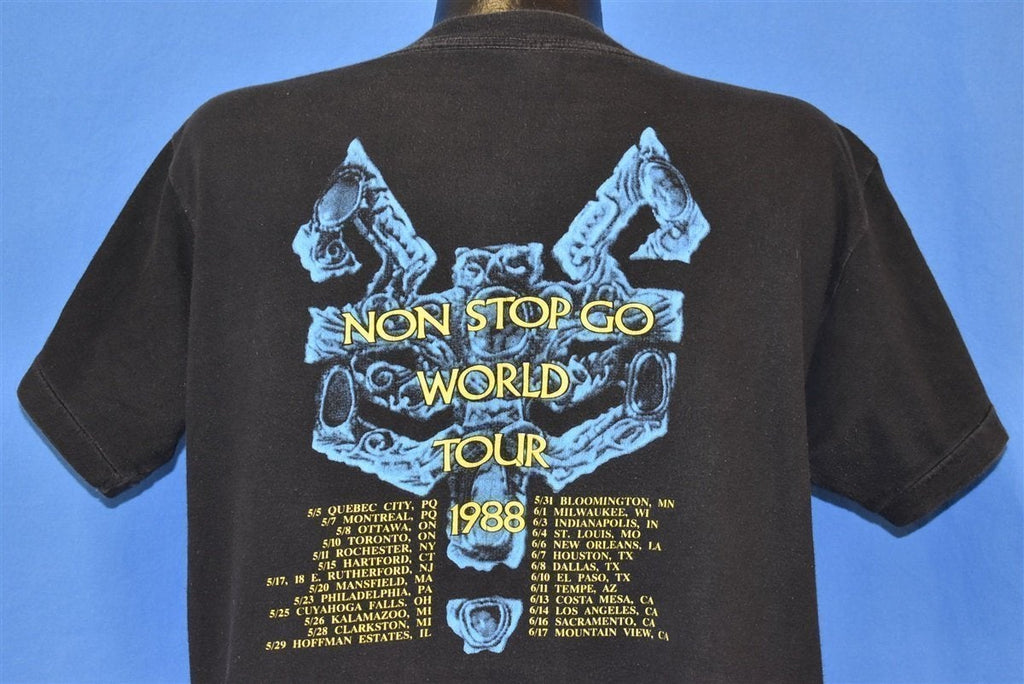 NON STOP GO
WORLD
TOUR
1988
5/5 QUEBEC CITY, PQ
5/7 MONTREAL, PQ
5/8 OTTAWA, ON
5/10 TORONTO, ON
5/11 ROCHESTER, NY
5/15 HARTFORD, CT
5/17, 18 E. RUTHERFORD, NJ
5/20 MANSFIELD, MA
5/23 PHILADELPHIA, PA
5/25 CUYAHOGA FALLS, OH
5/26 KALAMAZOO, MI
5/28 CLARKSTON, MI
5/29 HOFFMAN ESTATES, IL
5/31 BLOOMINGTON, MN
6/1 MILWAUKEE, WI
6/3 INDIANAPOLIS, IN
6/4 ST. LOUIS, MO
6/6 NEW ORLEANS, LA
6/7 HOUSTON, TX
6/8 DALLAS, TX
6/10 EL PASO, TX
6/11 TEMPE, AZ
6/13 COSTA MESA, CA
6/14 LOS ANGELES, CA
6/16 SACRAMENTO, CA
6/17 MOUNTAIN VIEW, CA